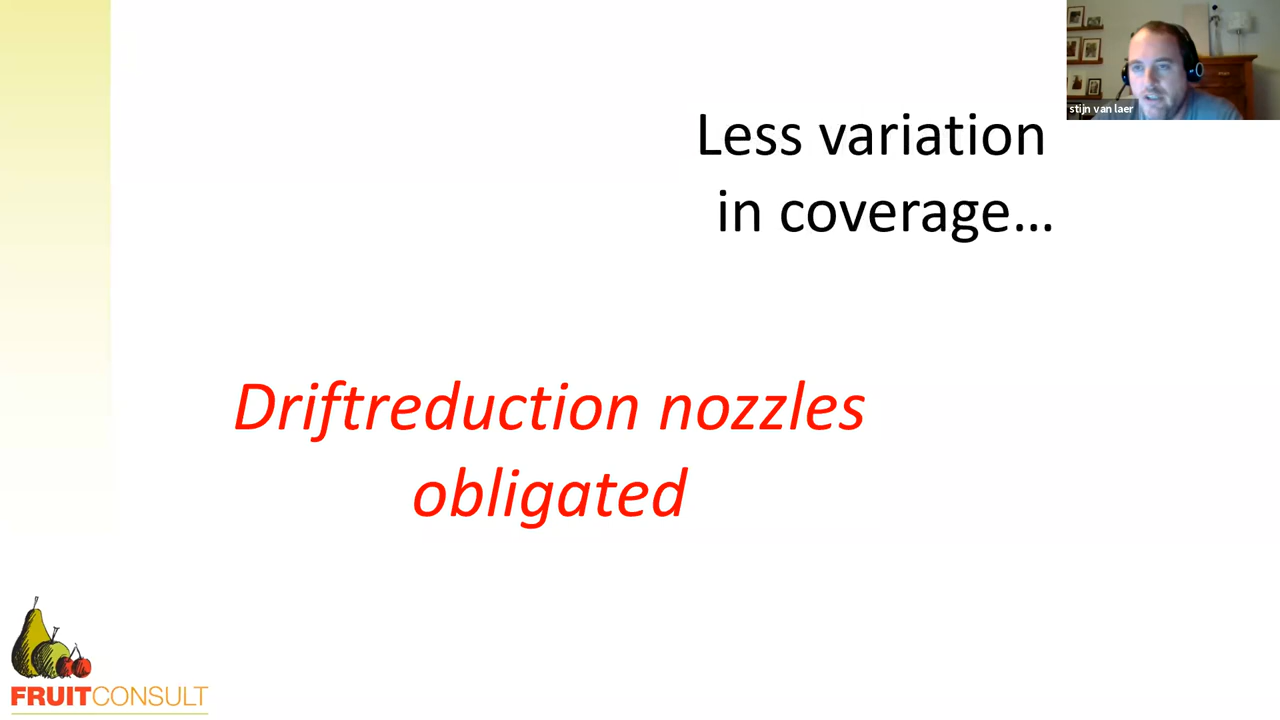 stijn van laer
Less variation
in coverage…
Driftreduction nozzles
obligated
FRUITCONSULT